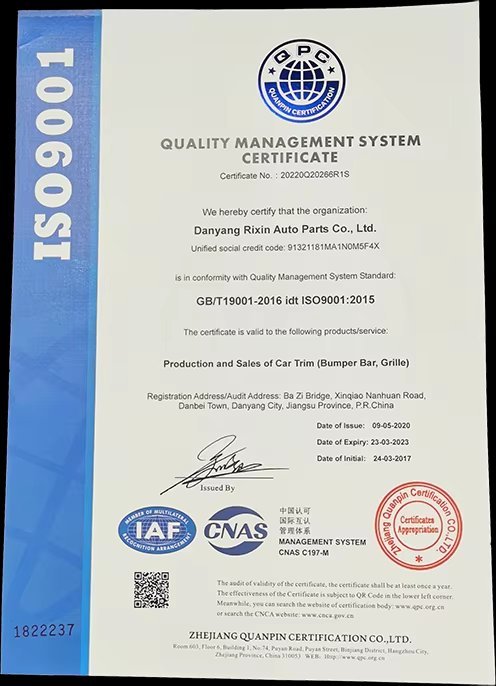 ISO9001
QPC
QUANPIN CERTIFICATION
QUALITY MANAGEMENT SYSTEM
CERTIFICATE
Certificate No. : 20220Q20266R1S
We hereby certify that the organization:
Danyang Rixin Auto Parts Co., Ltd.
Unified social credit code: 91321181MA1N0M5F4X
is in conformity with Quality Management System Standard:
GB/T19001-2016 idt ISO9001:2015
The certificate is valid to the following products/service:
Production and Sales of Car Trim (Bumper Bar, Grille)
Registration Address/Audit Address: Ba Zi Bridge, Xinqiao Nanhuan Road,
Danbei Town, Danyang City, Jiangsu Province, P.R.China
Date of Issue: 09-05-2020
Date of Expiry: 23-03-2023
Date of Initial: 24-03-2017
Issued By
MEMBER OF MULTILATERAL
IAF
RECOGNITION ARRANGEMENT
CNAS
中国认可
国际互认
管理体系
MANAGEMENT SYSTEM
CNAS C197-M
Zhejiang Quanpin Certification CO.,LTD.
Certificates
Appropriation
The audit of validity of the certificate, the certificate shall be at least once a year.
The effectiveness of the Certificate is subject to QR Code in the lower left corner.
Meanwhile, you can search the website of certification body: www.qpc.org.cn
or search the CNCA website: www.cnca.gov.cn
1822237
ZHEJIANG QUANPIN CERTIFICATION CO.,LTD.
Room 603, Floor 6, Building 1, No. 74, Puyan Road, Puyan Street, Binjiang District, Hangzhou City,
Zhejiang Province, China 310053 WEB: Http://www.qpc.org.cn